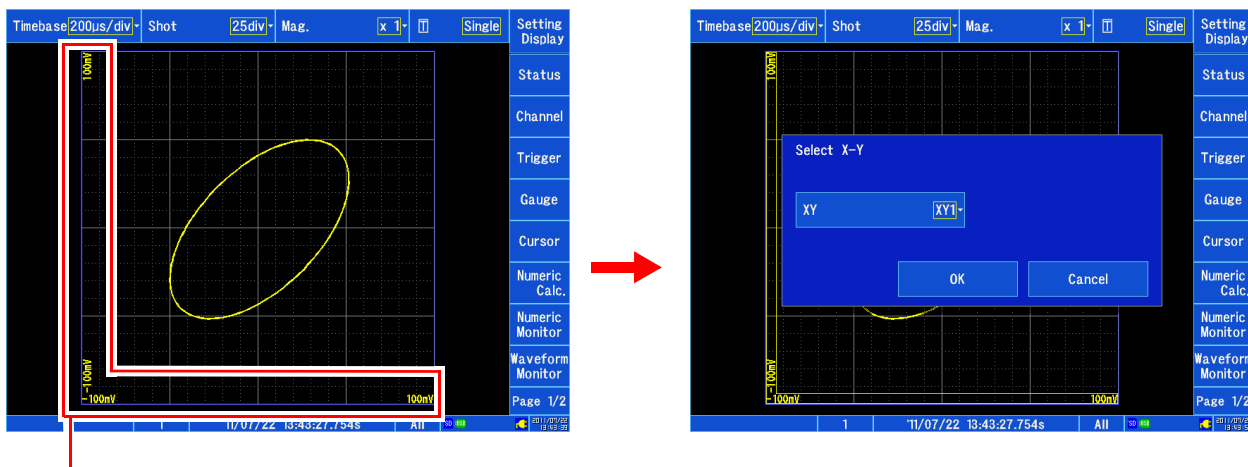 Timebase 200µs/div Shot 25div Mag. x 1 T Single Setting Display
100mV
Status
Channel
Trigger
Gauge
Cursor
Numeric Calc.
Numeric Monitor
Waveform Monitor
-100mV
-100mV 100mV
Page 1/2
1 11/07/22 13:43:27.754s All SD
Timebase 200µs/div Shot 25div Mag. x 1 T Single Setting Display
100mV
Status
Channel
Select X-Y
Trigger
XY XY1
Gauge
Cursor
OK Cancel
Numeric Calc.
Numeric Monitor
Waveform Monitor
-100mV
-100mV 100mV
Page 1/2
1 '11/07/22 13:43:27.754s All SD